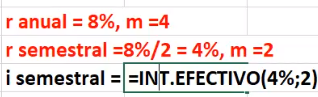 r anual = 8%, m =4
r semestral =8%/2 = 4%, m =2
i semestral = =INT.EFECTIVO(4%;2)